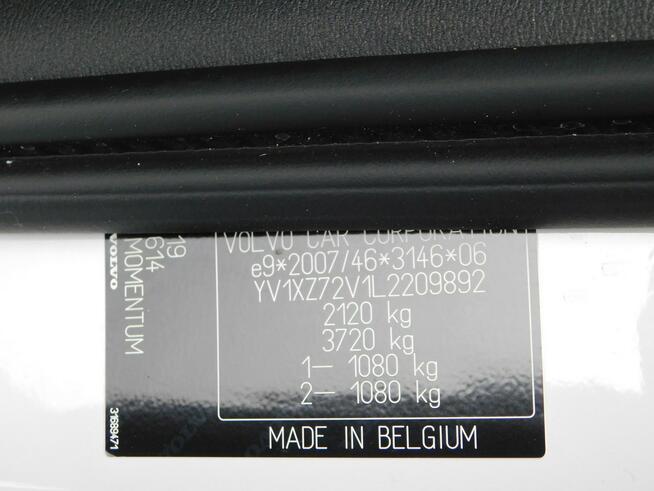 VOLVO CAR CORPORATION
e9*2007/46*3146*06
YV1XZ72V1L2209892
2120 kg
3720 kg
1– 1080 kg
2– 1080 kg
MADE IN BELGIUM
19
614
MOMENTUM
VOLVO
31689471